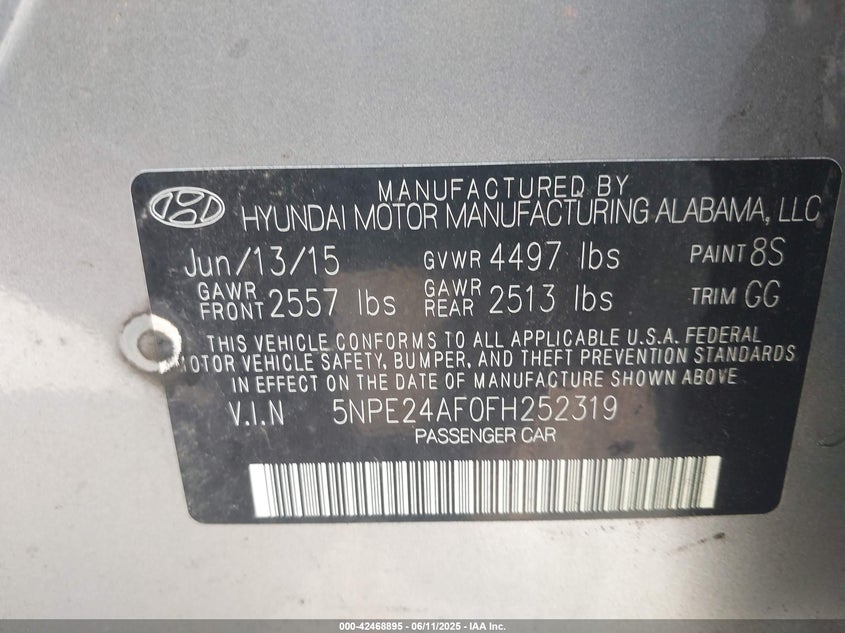 MANUFACTURED BY
HYUNDAI MOTOR MANUFACTURING ALABAMA, LLC
Jun/13/15 GVWR 4497 lbs PAINT 8S
GAWR FRONT 2557 lbs GAWR REAR 2513 lbs TRIM GG
THIS VEHICLE CONFORMS TO ALL APPLICABLE U.S.A. FEDERAL
MOTOR VEHICLE SAFETY, BUMPER, AND THEFT PREVENTION STANDARDS
IN EFFECT ON THE DATE OF MANUFACTURE SHOWN ABOVE
V.I.N 5NPE24AF0FH252319
PASSENGER CAR
000-42468895 - 06/11/2025 - IAA Inc.